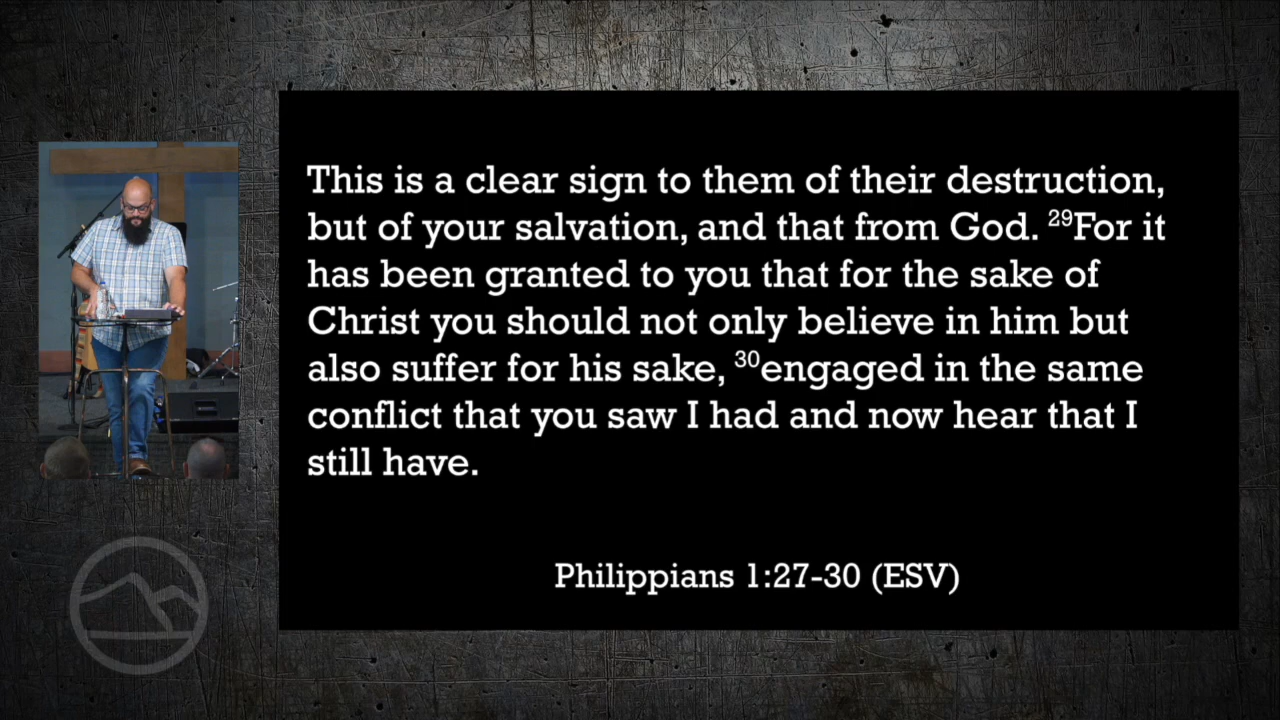 This is a clear sign to them of their destruction,
but of your salvation, and that from God. ²⁹For it
has been granted to you that for the sake of
Christ you should not only believe in him but
also suffer for his sake, ³⁰engaged in the same
conflict that you saw I had and now hear that I
still have.
Philippians 1:27-30 (ESV)